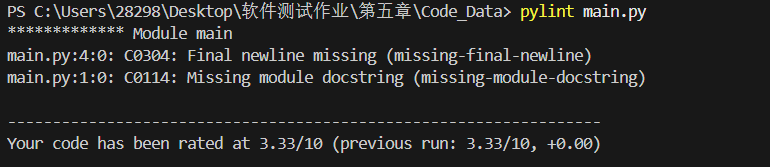 PS C:\Users\28298\Desktop\软件测试作业\第五章\Code_Data> pylint main.py
************* Module main
main.py:4:0: C0304: Final newline missing (missing-final-newline)
main.py:1:0: C0114: Missing module docstring (missing-module-docstring)
------------------------------------------------------------------
Your code has been rated at 3.33/10 (previous run: 3.33/10, +0.00)